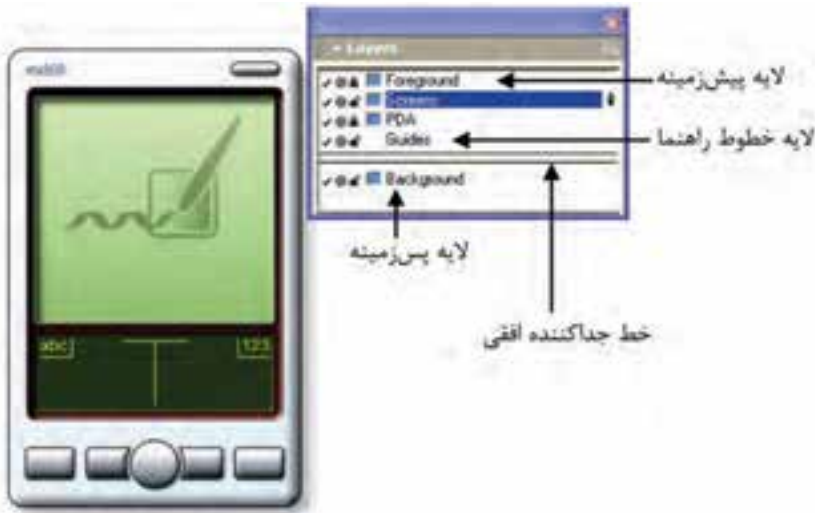 Layers
Foreground
لایه پیش‌زمینه
Screens
PDA
Guides
لایه خطوط راهنما
Background
لایه پس‌زمینه
خط جداکننده افقی
abc
123